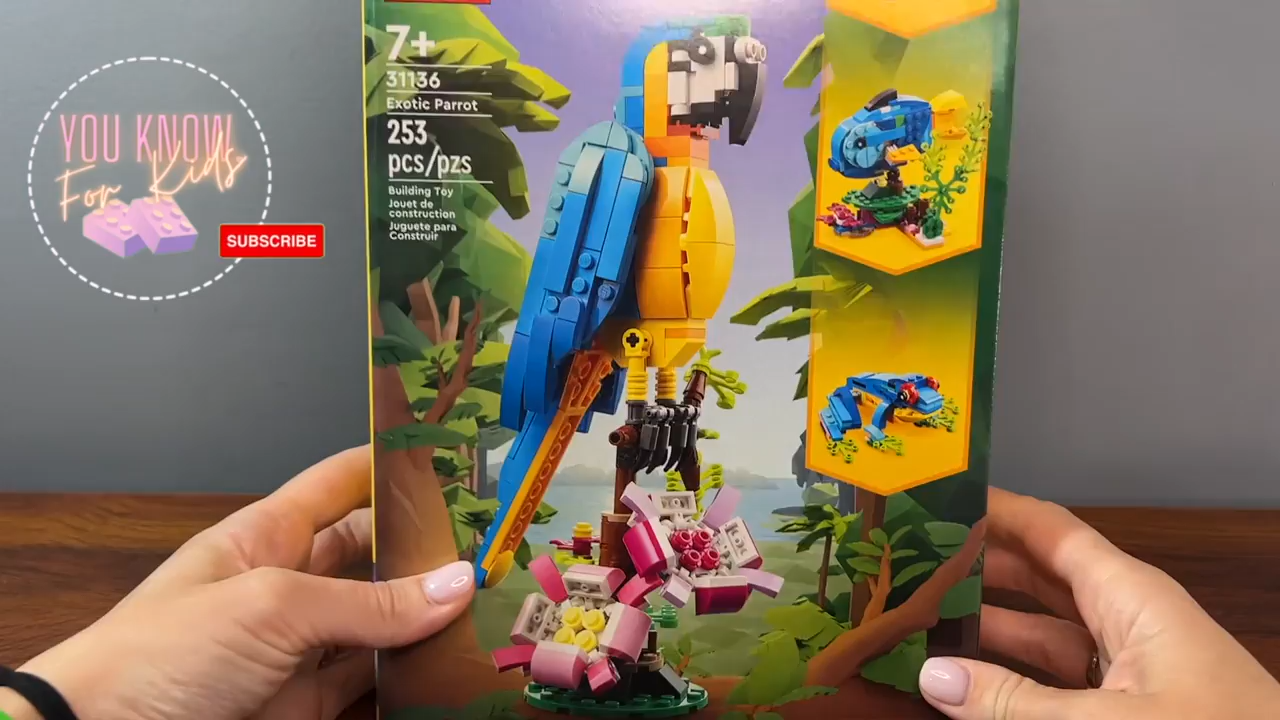 YOU KNOW
For Kids
SUBSCRIBE
7+
31136
Exotic Parrot
253
pcs/pzs
Building Toy
Jouet de
construction
Juguete para
Construir